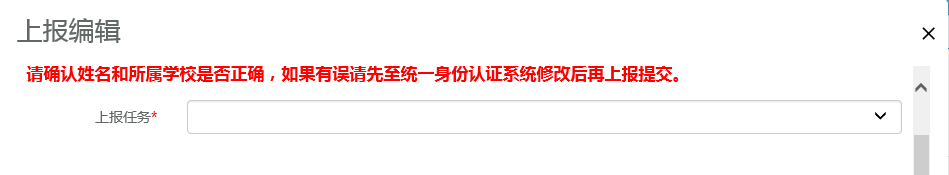 上报编辑
请确认姓名和所属学校是否正确，如果有误请先至统一身份认证系统修改后再上报提交。
上报任务*